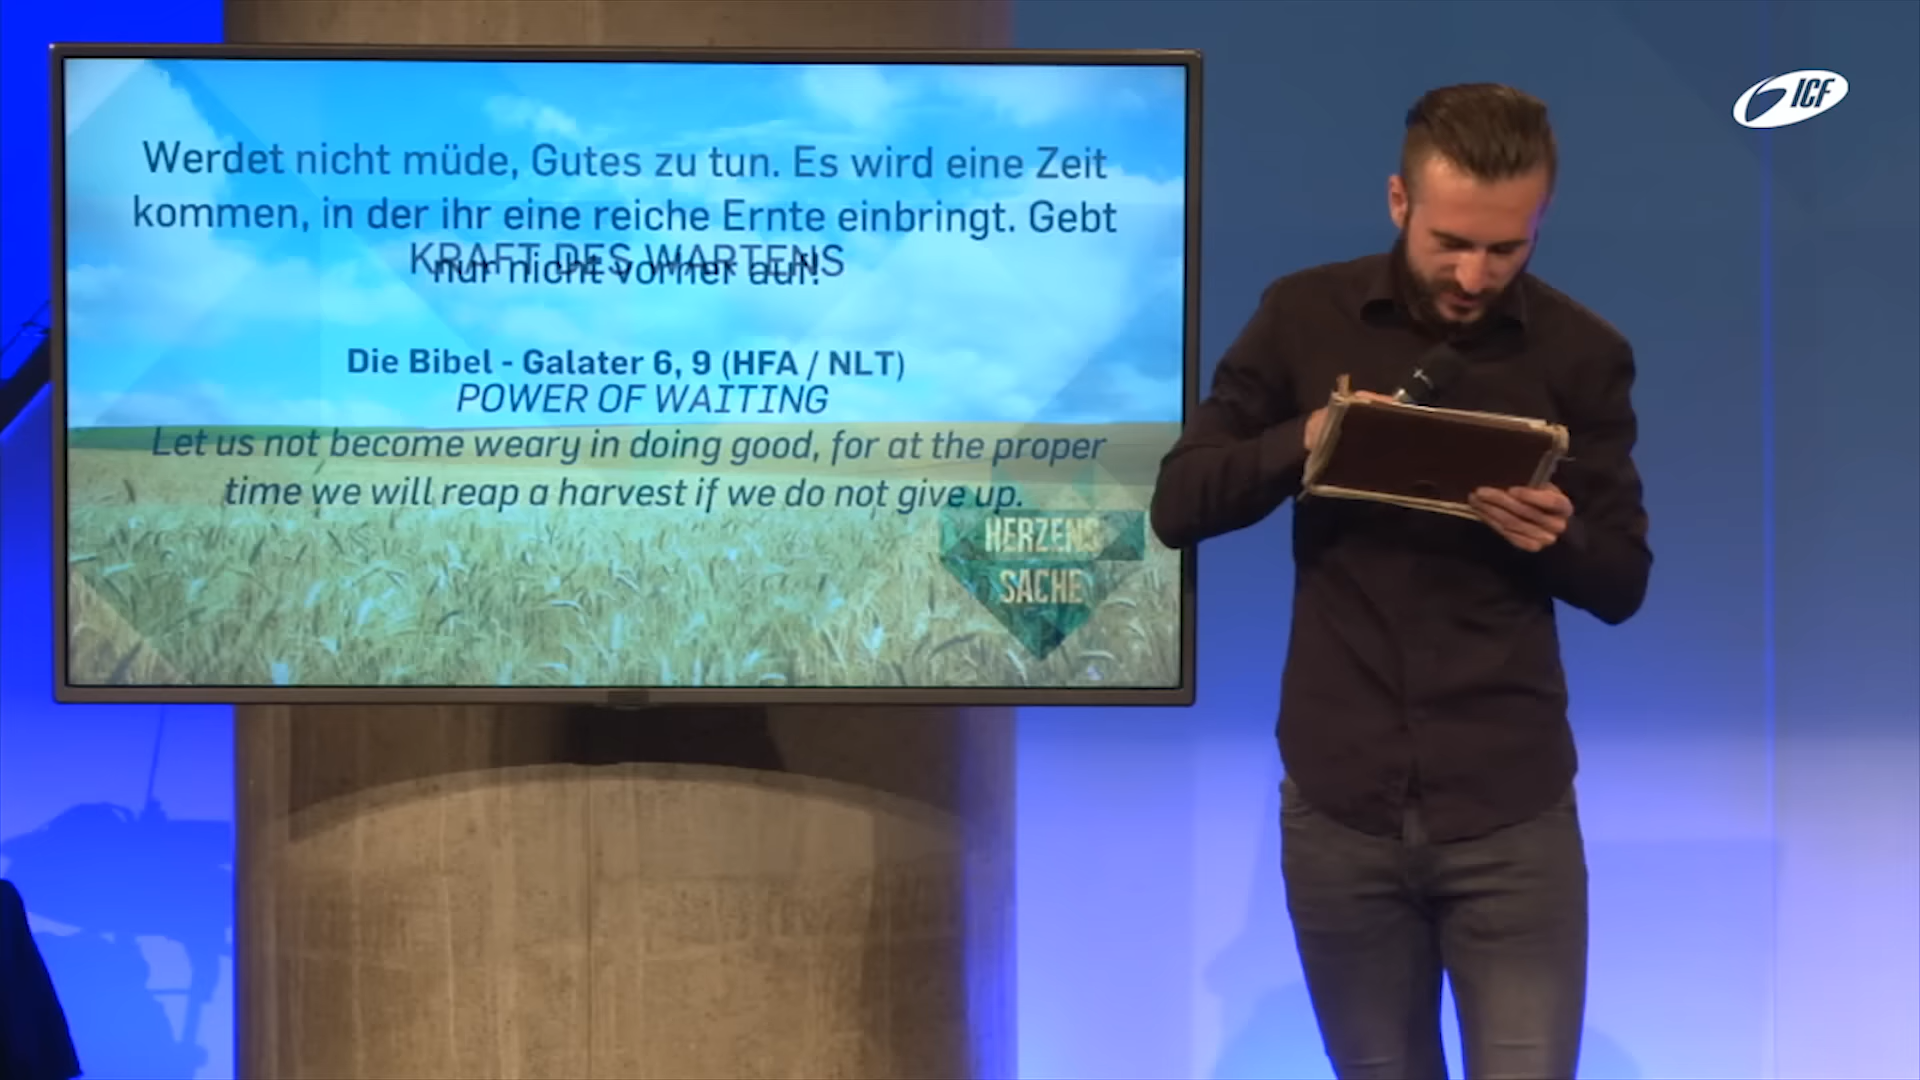 ICF
Werdet nicht müde, Gutes zu tun. Es wird eine Zeit
kommen, in der ihr eine reiche Ernte einbringt. Gebt
KRAFT DES WARTENS
nur nicht vorher auf!
Die Bibel - Galater 6, 9 (HFA / NLT)
POWER OF WAITING
Let us not become weary in doing good, for at the proper
time we will reap a harvest if we do not give up.
HERZENS
SACHE